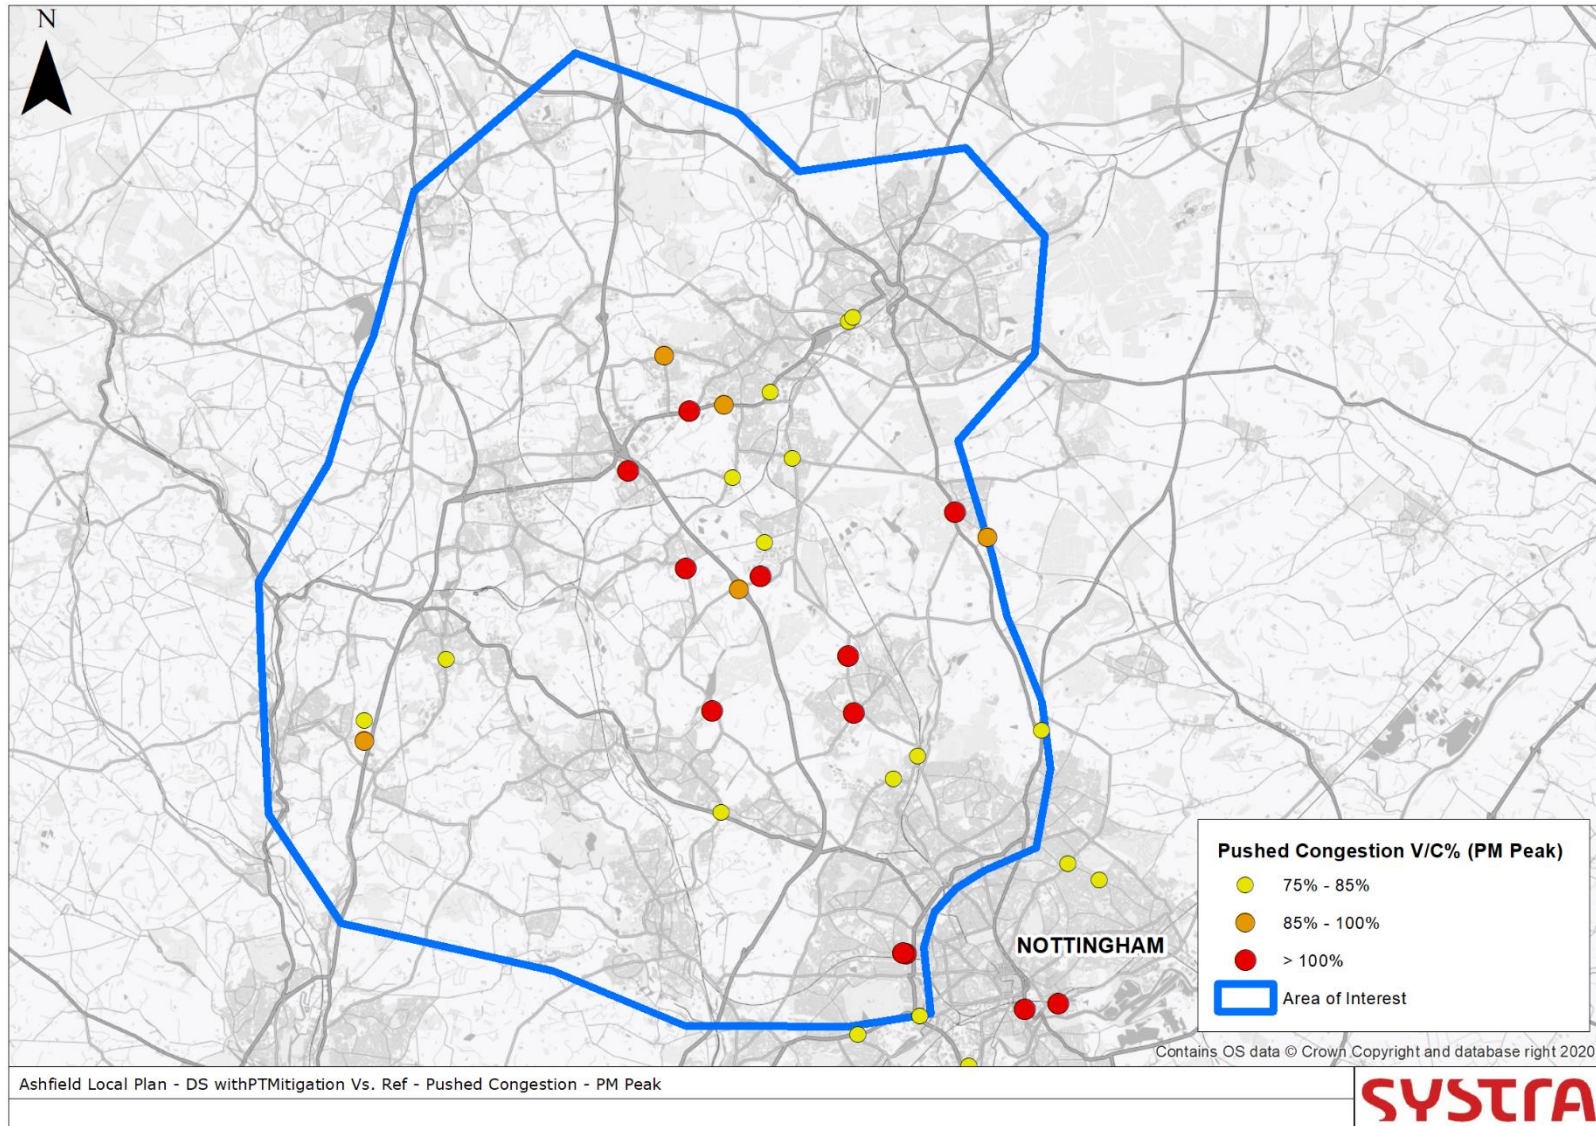 N
NOTTINGHAM
Pushed Congestion V/C% (PM Peak)
75% - 85%
85% - 100%
> 100%
Area of Interest
Contains OS data © Crown Copyright and database right 2020
Ashfield Local Plan - DS withPTMitigation Vs. Ref - Pushed Congestion - PM Peak
SYSTRA